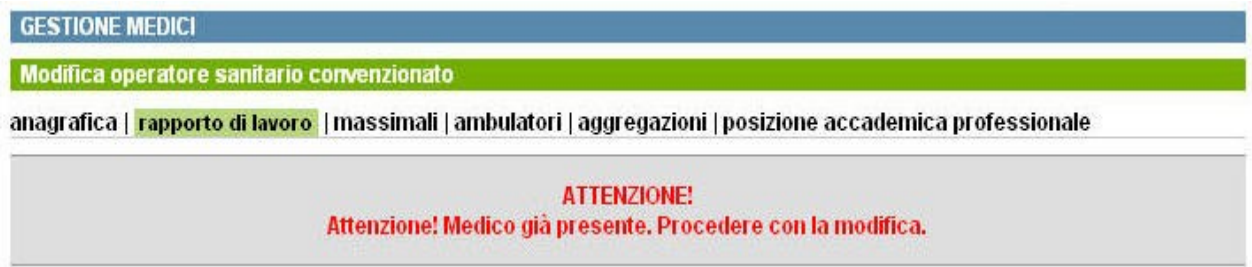 GESTIONE MEDICI
Modifica operatore sanitario convenzionato
anagrafica | rapporto di lavoro | massimali | ambulatori | aggregazioni | posizione accademica professionale
ATTENZIONE!
Attenzione! Medico già presente. Procedere con la modifica.